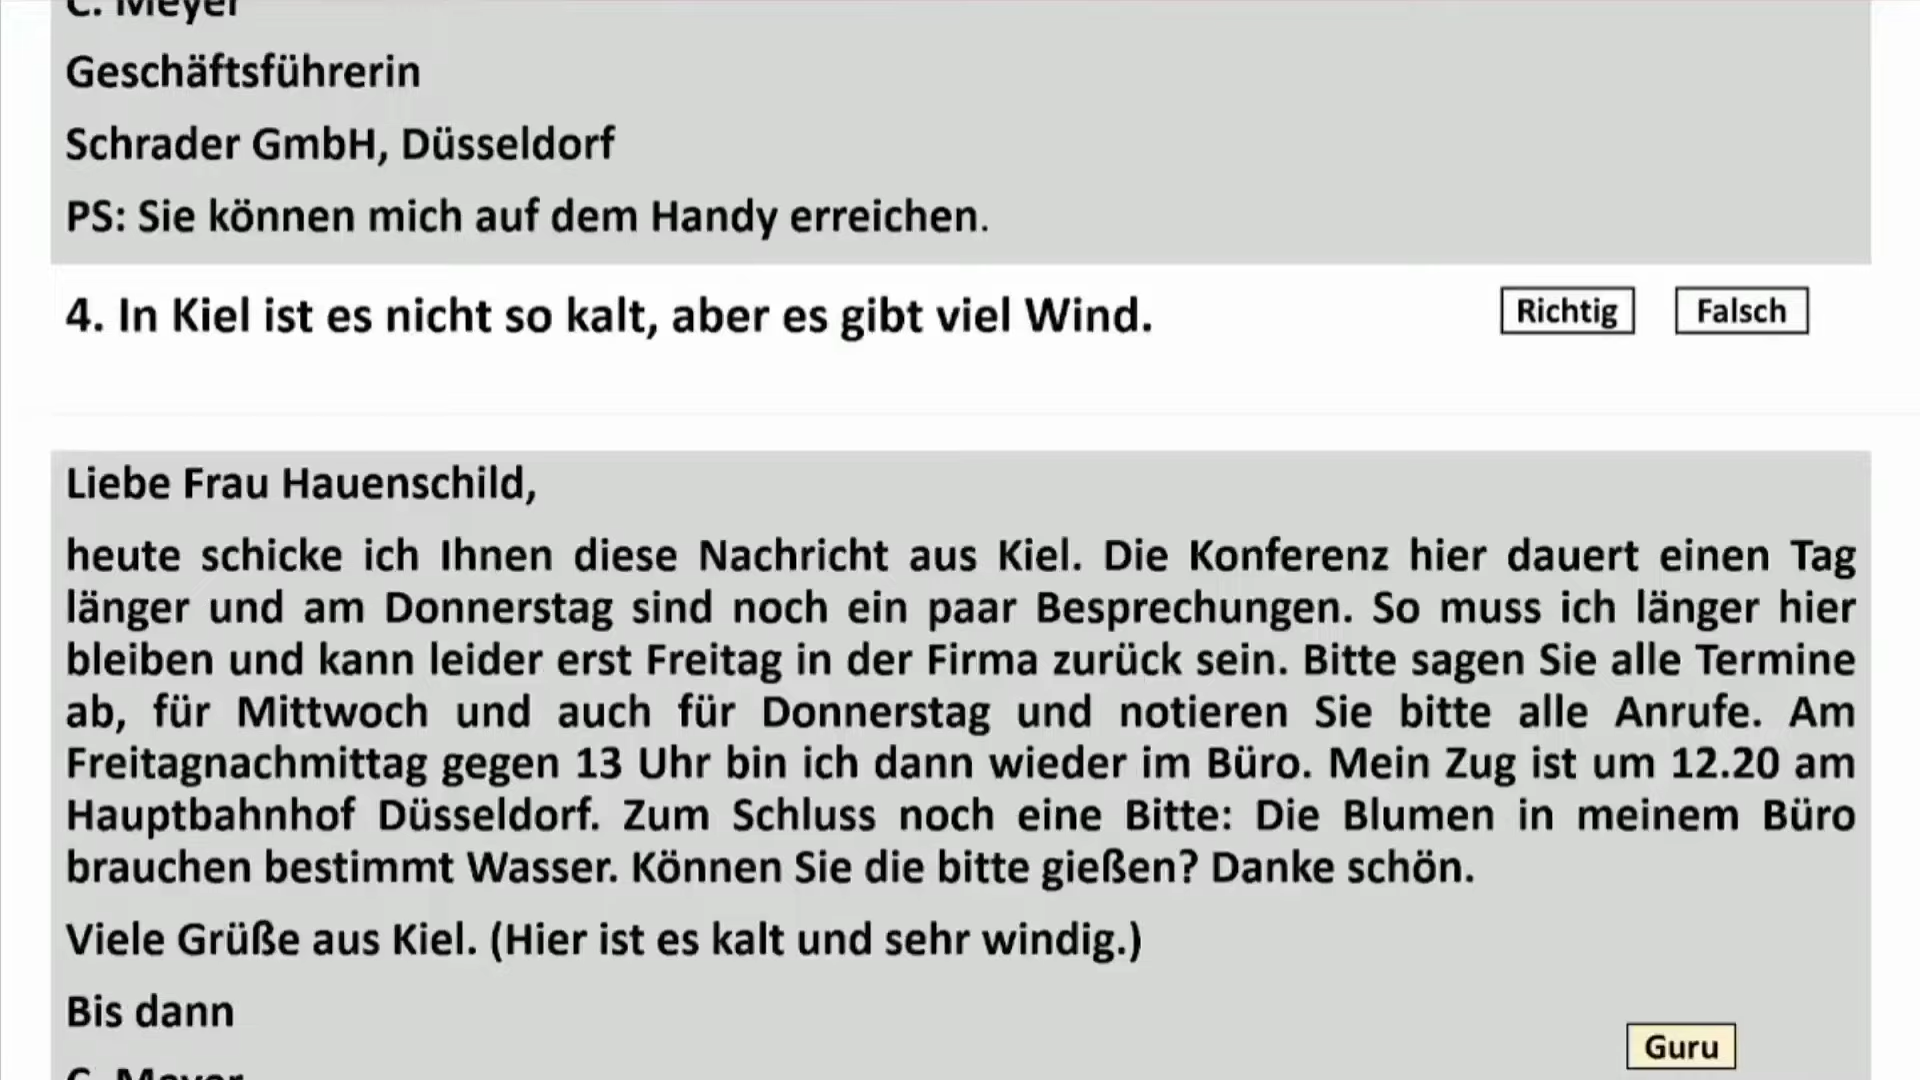 C. Meyer
Geschäftsführerin
Schrader GmbH, Düsseldorf
PS: Sie können mich auf dem Handy erreichen.
4. In Kiel ist es nicht so kalt, aber es gibt viel Wind.
Richtig
Falsch
Liebe Frau Hauenschild,
heute schicke ich Ihnen diese Nachricht aus Kiel. Die Konferenz hier dauert einen Tag
länger und am Donnerstag sind noch ein paar Besprechungen. So muss ich länger hier
bleiben und kann leider erst Freitag in der Firma zurück sein. Bitte sagen Sie alle Termine
ab, für Mittwoch und auch für Donnerstag und notieren Sie bitte alle Anrufe. Am
Freitagnachmittag gegen 13 Uhr bin ich dann wieder im Büro. Mein Zug ist um 12.20 am
Hauptbahnhof Düsseldorf. Zum Schluss noch eine Bitte: Die Blumen in meinem Büro
brauchen bestimmt Wasser. Können Sie die bitte gießen? Danke schön.
Viele Grüße aus Kiel. (Hier ist es kalt und sehr windig.)
Bis dann
Guru
C. Meyer